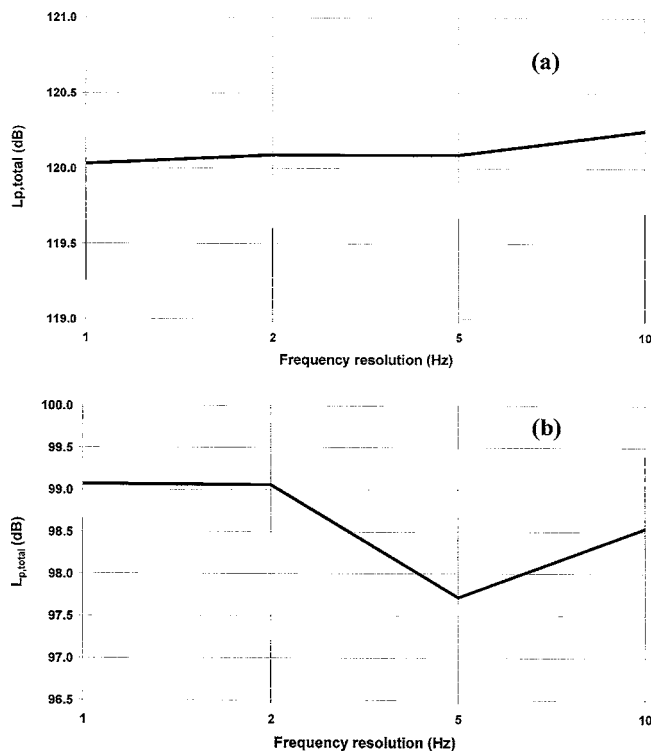 121.0
(a)
120.5
120.0
119.5
119.0
Lp,total (dB)
1 2 5 10
Frequency resolution (Hz)
100.0
(b)
99.5
99.0
98.5
98.0
97.5
97.0
96.5
Lp,total (dB)
1 2 5 10
Frequency resolution (Hz)